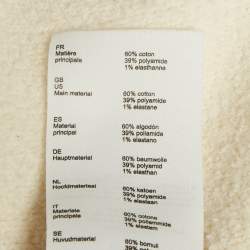 FR
Matière 60% coton
principale 39% polyamide
1% elasthanne
GB
US 60% cotton
Main material 39% polyamide
1% elastane
ES 60% algodón
Material 39% poliamida
principal 1% elastano
DE 60% baumwolle
Hauptmaterial 39% polyamid
1% elasthan
NL 60% katoen
Hoofdmateriaal 39% polyamide
1% elastaan
IT 60% cotone
Materiale 39% poliammide
principale 1% elastane
SE 60% bomull
Huvudmaterial